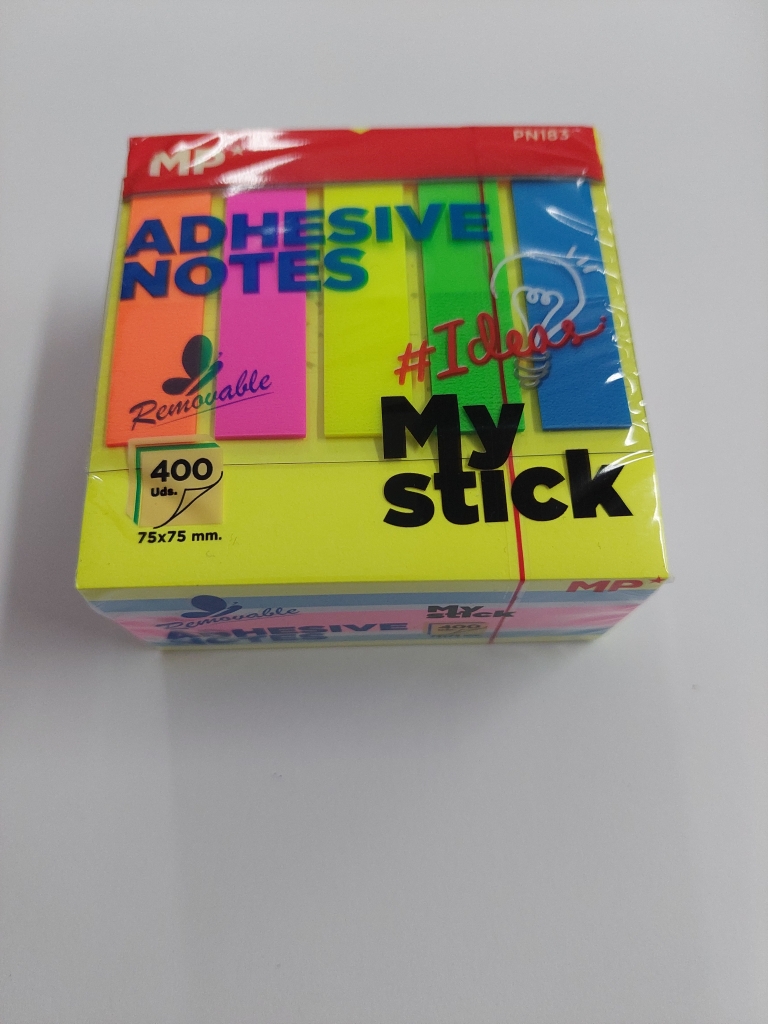 MP
PN183
ADHESIVE
NOTES
#Ideas
Removable
My
stick
400
Uds.
75x75 mm.
MP
Removable
My
stick
ADHESIVE
NOTES
400